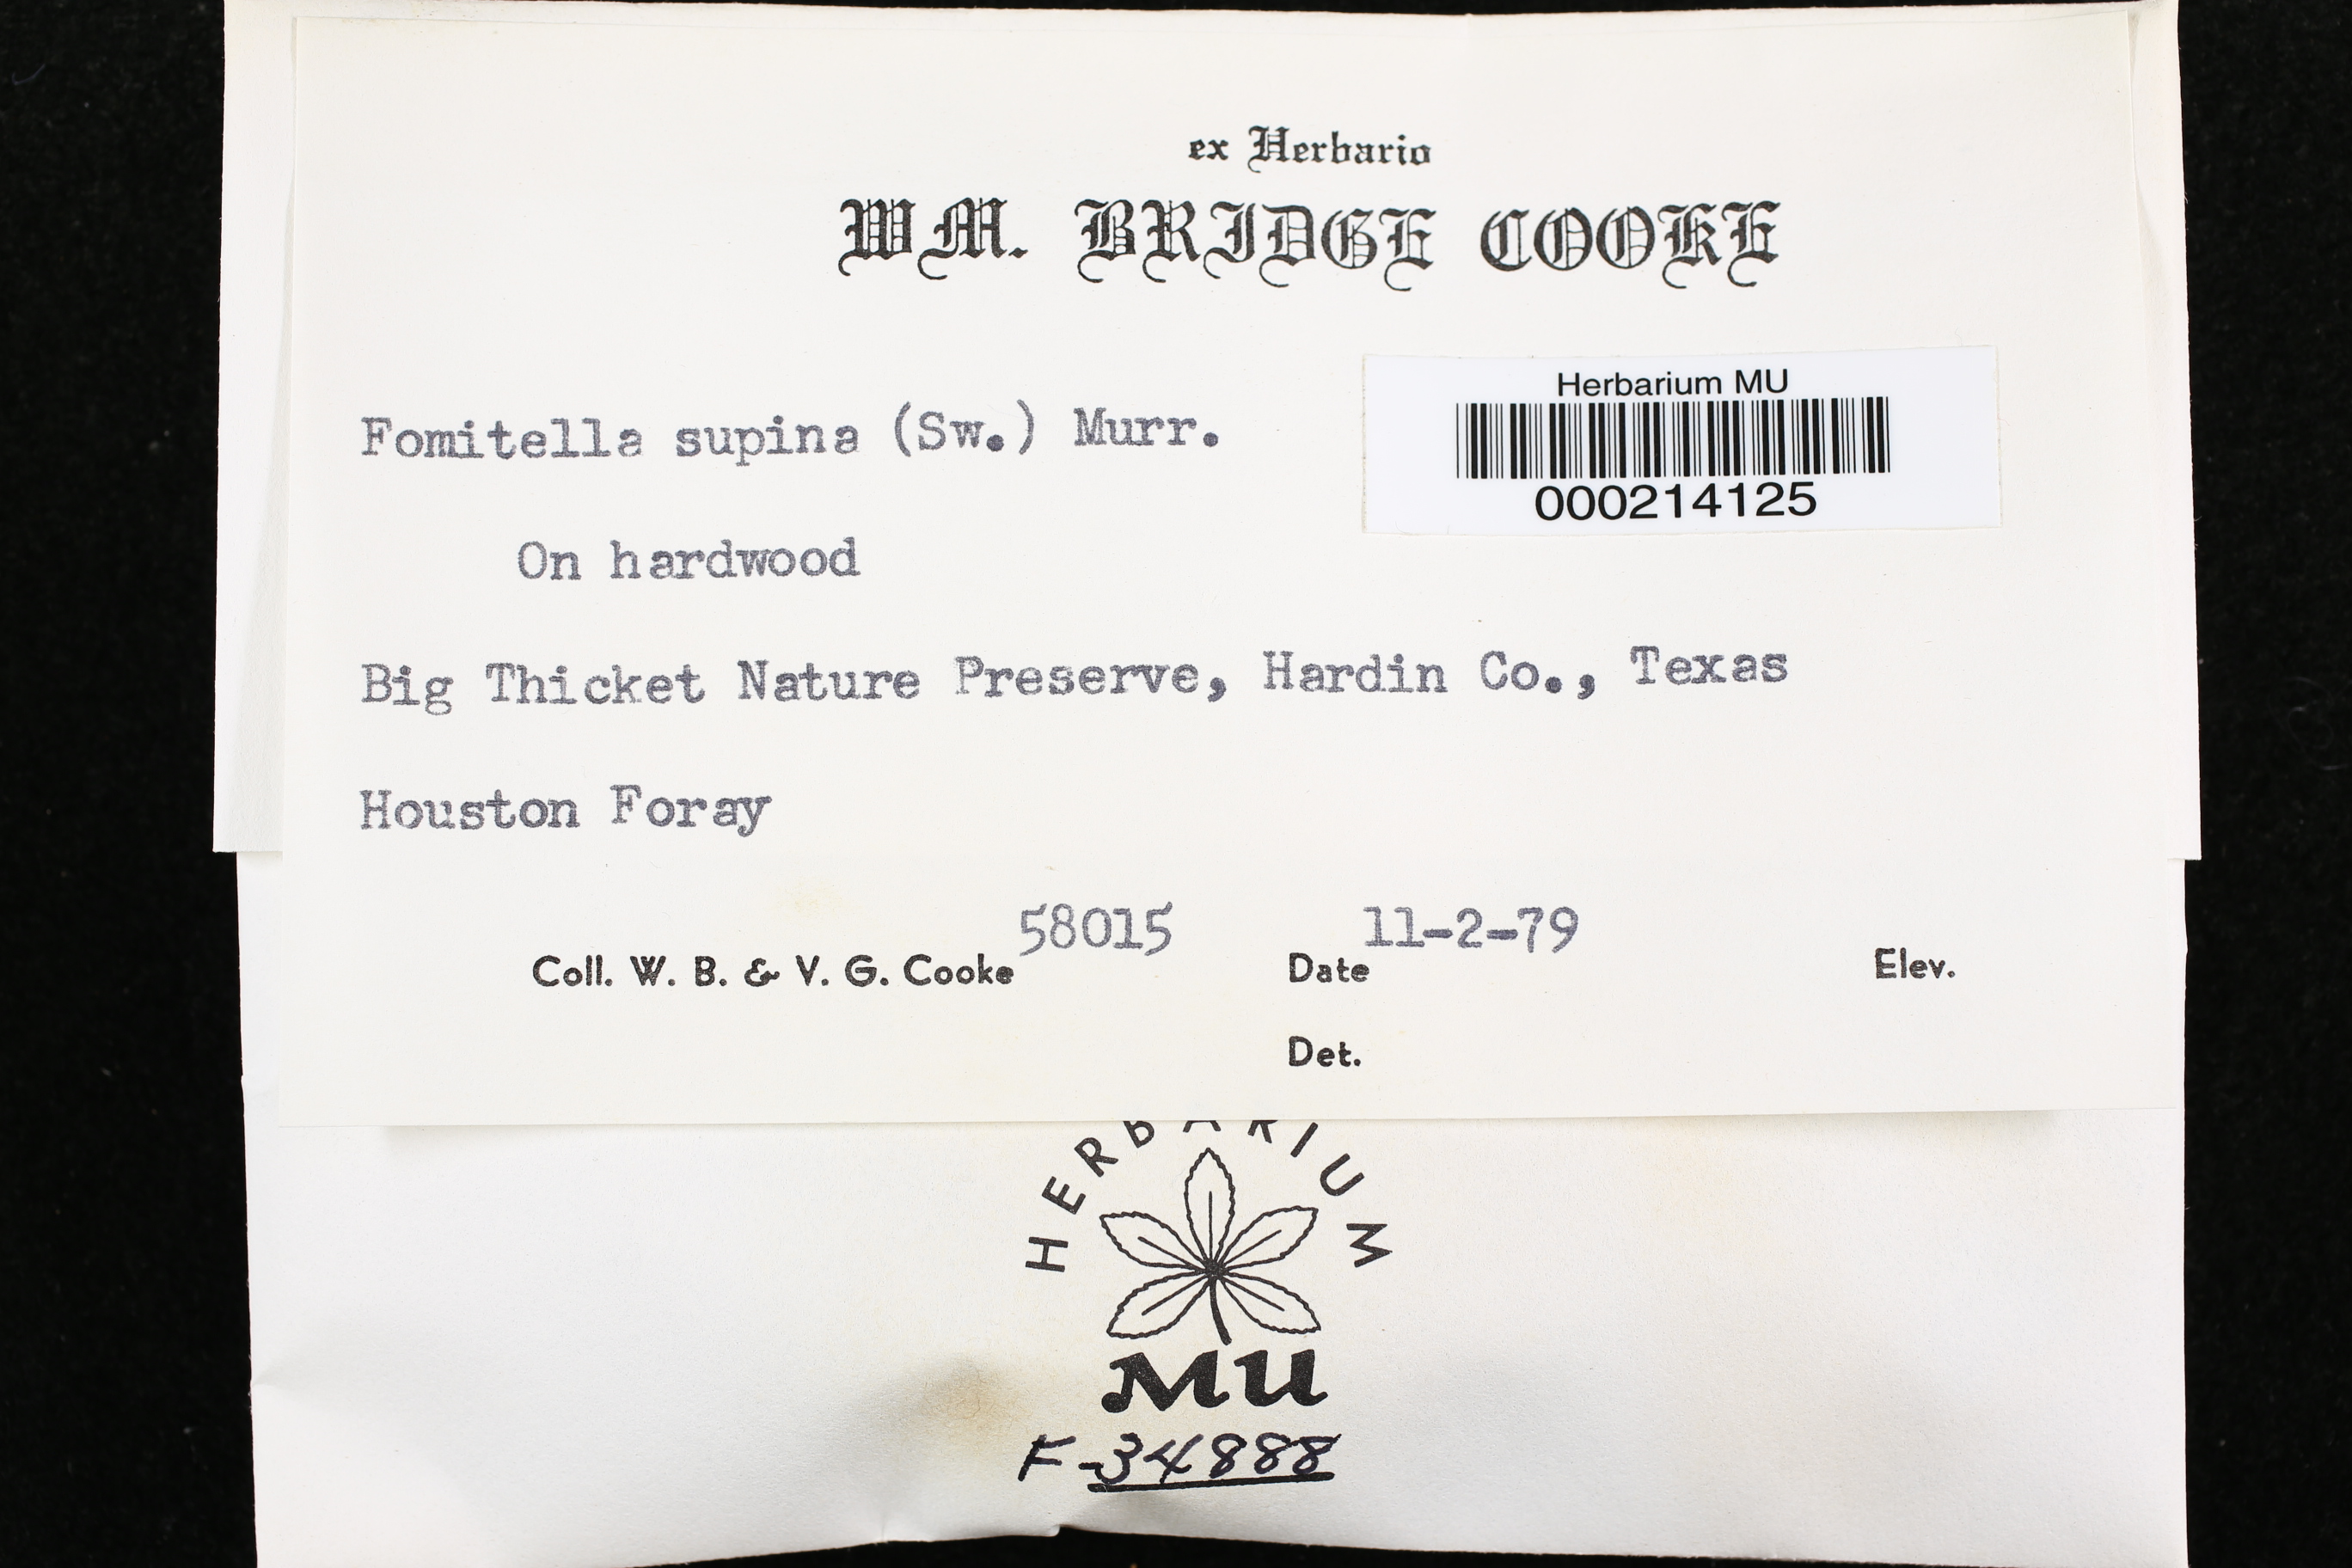 ex Herbario
WM. BRIDGE COOKE
Herbarium MU
000214125
Fomitella supina (Sw.) Murr.
On hardwood
Big Thicket Nature Preserve, Hardin Co., Texas
Houston Foray
58015 11-2-79
Coll. W. B. & V. G. Cooke Date Elev.
Det.
HERBARIUM
MU
F-34888